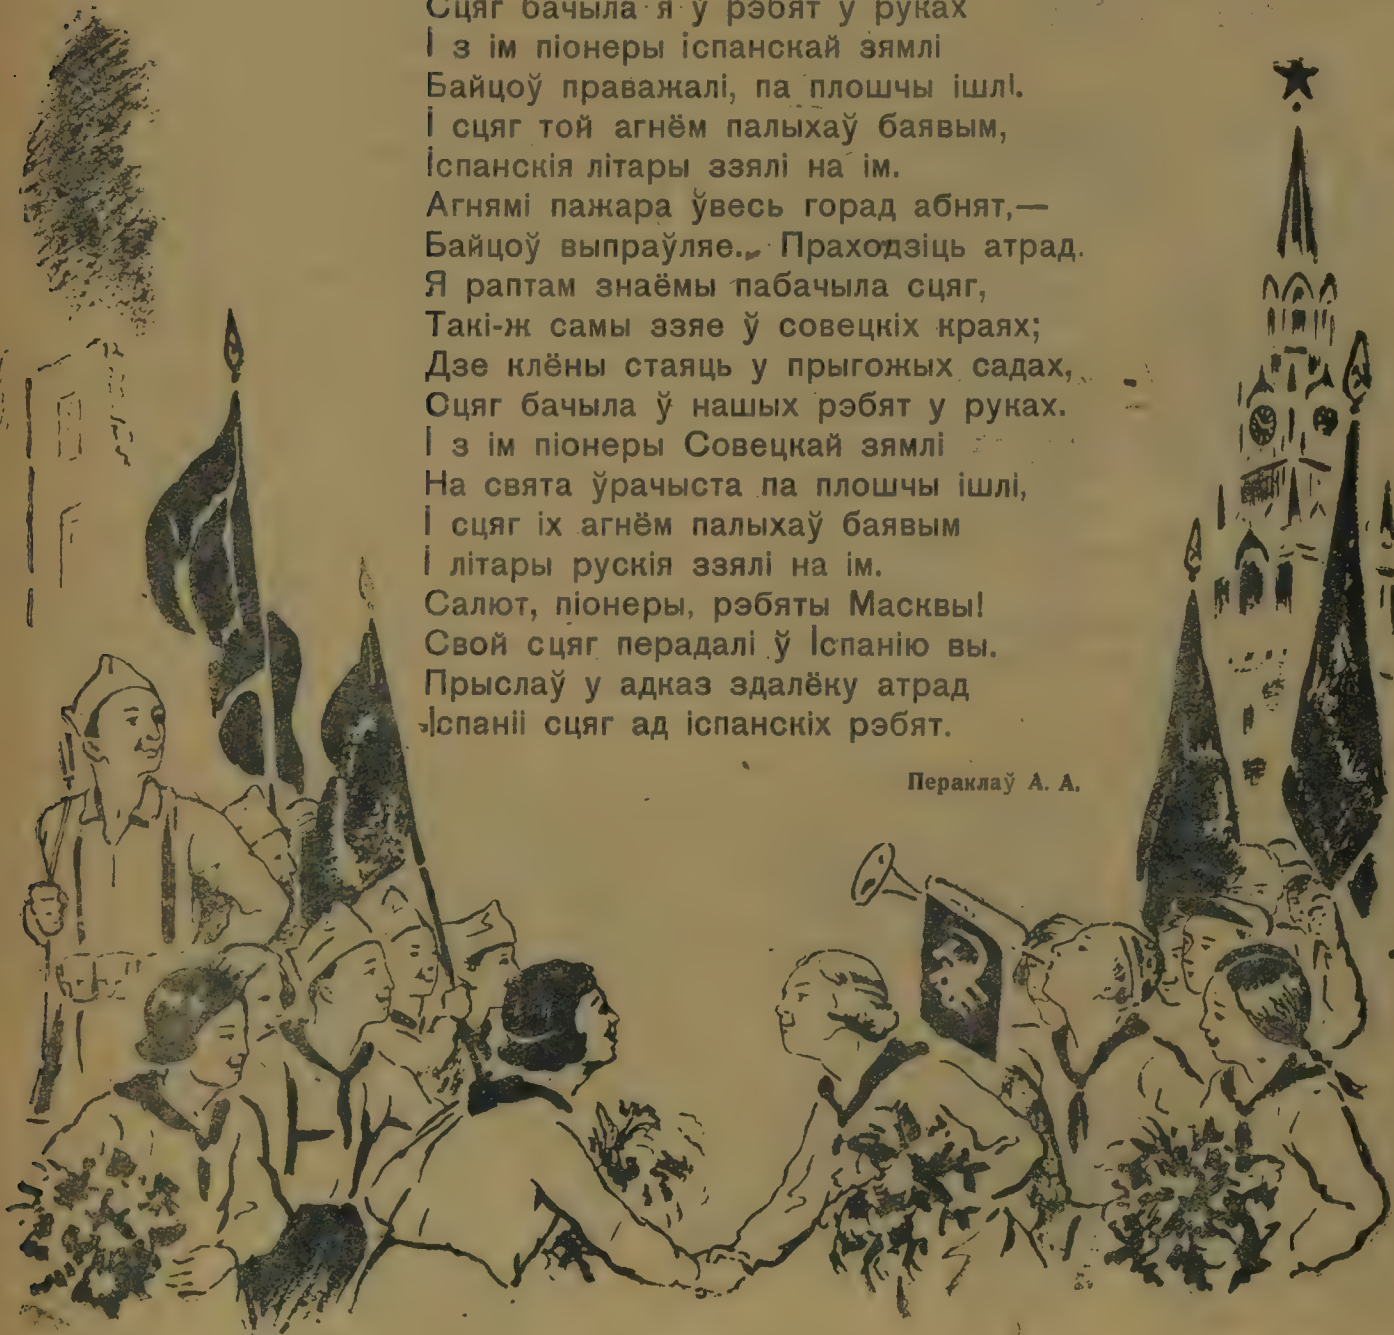 Сцяг бачыла я у рэбят у руках
І з ім піонеры іспанскай зямлі
Байцоў праважалі, па плошчы ішлі.
І сцяг той агнём палыхаў баявым,
Іспанскія літары ззялі на ім.
Агнямі пажара ўвесь горад абнят,—
Байцоў выпраўляе... Праходзіць атрад.
Я раптам знаёмы пабачыла сцяг,
Такі-ж самы ззяе ў совецкіх краях;
Дзе клёны стаяць у прыгожых садах,
Сцяг бачыла ў нашых рэбят у руках.
І з ім піонеры Совецкай зямлі
На свята ўрачыста па плошчы ішлі,
І сцяг іх агнём палыхаў баявым
І літары рускія ззялі на ім.
Салют, піонеры, рэбяты Масквы!
Свой сцяг перадалі ў Іспанію вы.
Прыслаў у адказ здалёку атрад
Іспаніі сцяг ад іспанскіх рэбят.
Пераклаў А. А.